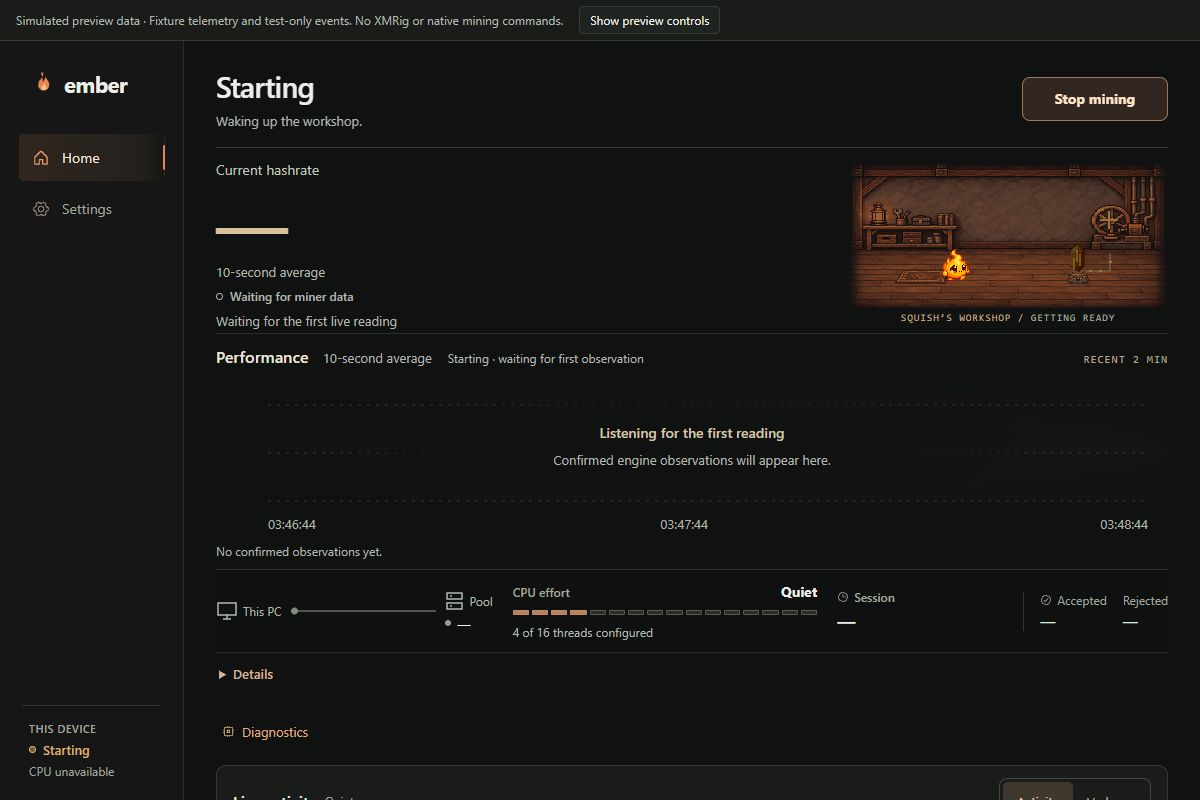 Simulated preview data · Fixture telemetry and test-only events. No XMRig or native mining commands.
Show preview controls
ember
Home
Settings
Starting
Waking up the workshop.
Stop mining
Current hashrate
10-second average
Waiting for miner data
Waiting for the first live reading
SQUISH'S WORKSHOP / GETTING READY
Performance 10-second average Starting · waiting for first observation
RECENT 2 MIN
Listening for the first reading
Confirmed engine observations will appear here.
03:46:44 03:47:44 03:48:44
No confirmed observations yet.
This PC
Pool
—
CPU effort Quiet
4 of 16 threads configured
Session
—
Accepted
—
Rejected
—
Details
Diagnostics
THIS DEVICE
Starting
CPU unavailable